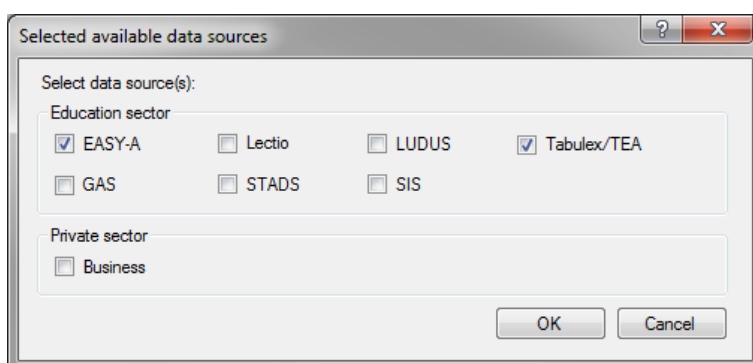 Selected available data sources
?
Select data source(s):
Education sector
EASY-A Lectio LUDUS Tabulex/TEA
GAS STADS SIS
Private sector
Business
OK Cancel